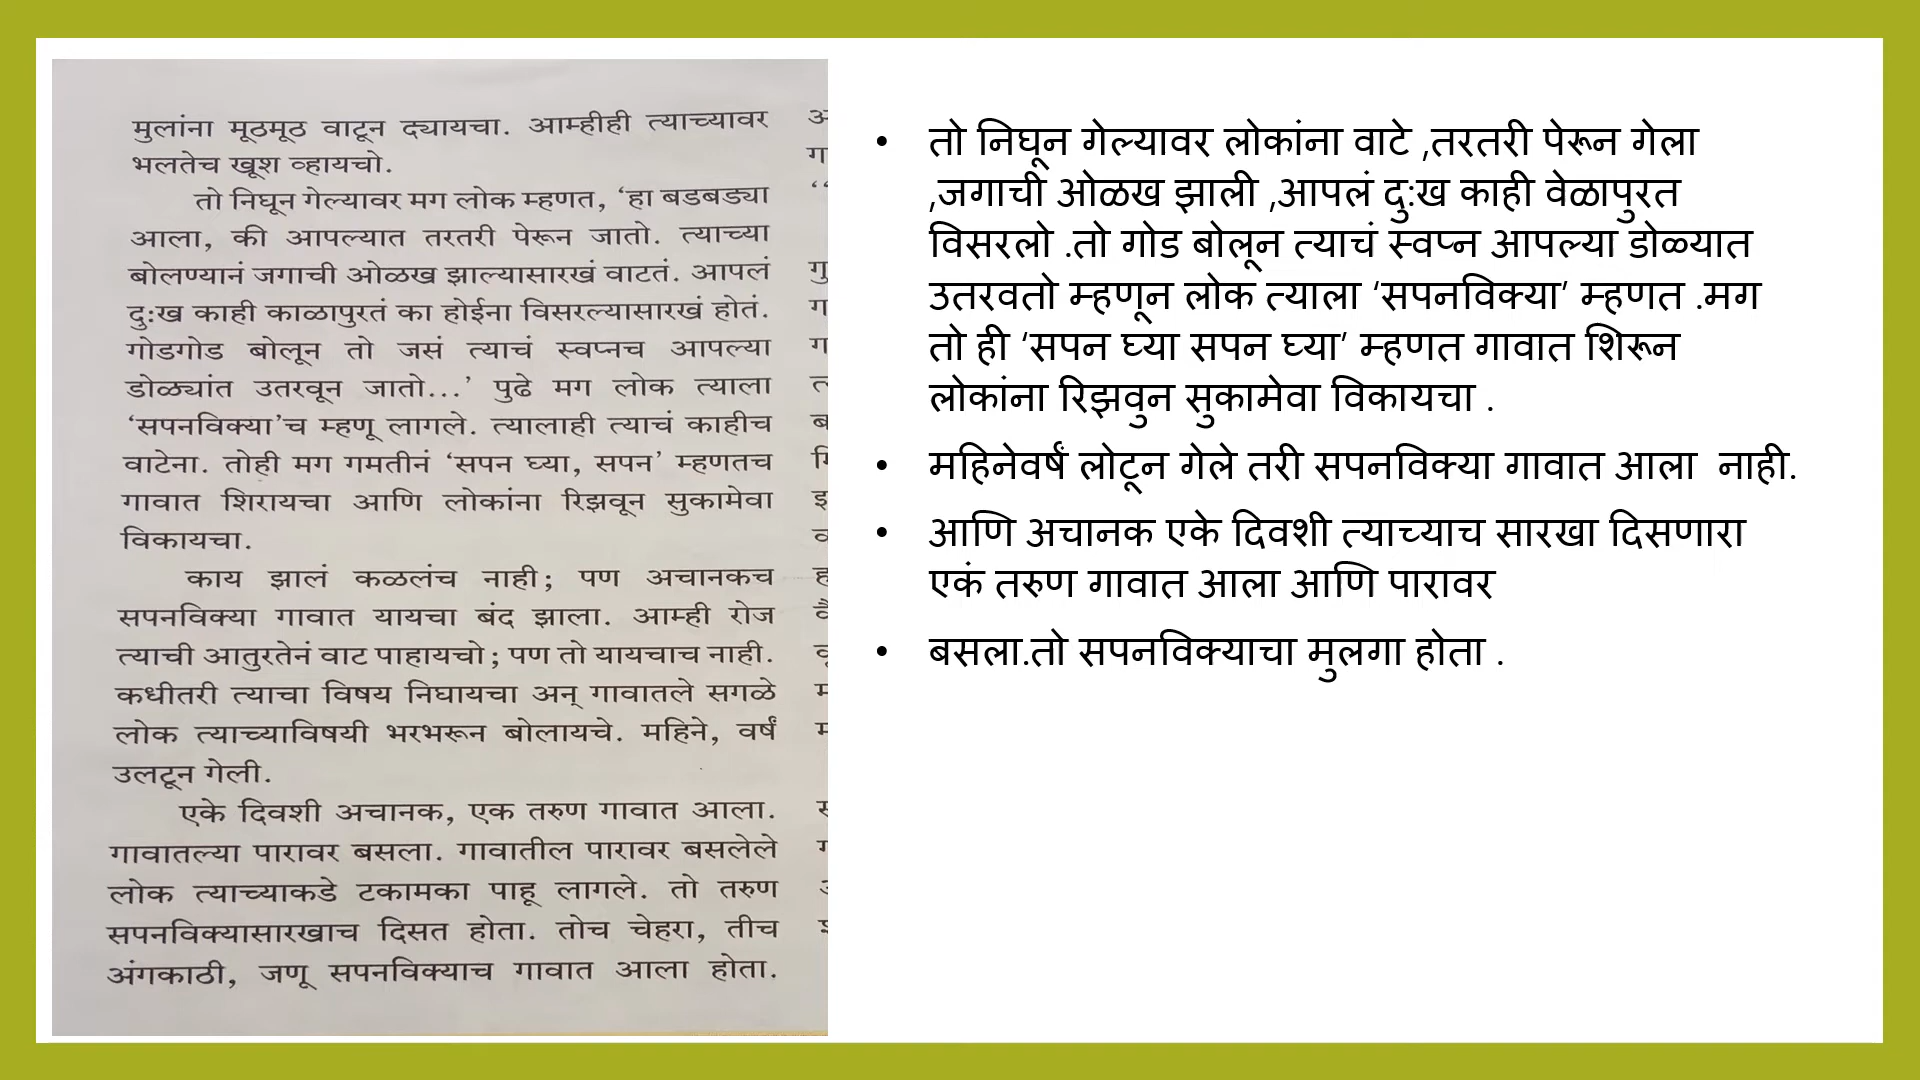 मुलांना मूठमूठ वाटून द्यायचा. आम्हीही त्याच्यावर
भलतेच खूश व्हायचो.
तो निघून गेल्यावर मग लोक म्हणत, ‘हा बडबड्या
आला, की आपल्यात तरतरी पेरून जातो. त्याच्या
बोलण्यानं जगाची ओळख झाल्यासारखं वाटतं. आपलं
दुःख काही काळापुरतं का होईना विसरल्यासारखं होतं.
गोडगोड बोलून तो जसं त्याचं स्वप्नच आपल्या
डोळ्यांत उतरवून जातो...’ पुढे मग लोक त्याला
‘सपनविक्या’च म्हणू लागले. त्यालाही त्याचं काहीच
वाटेना. तोही मग गमतीनं ‘सपन घ्या, सपन’ म्हणतच
गावात शिरायचा आणि लोकांना रिझवून सुकामेवा
विकायचा.
काय झालं कळलंच नाही; पण अचानकच
सपनविक्या गावात यायचा बंद झाला. आम्ही रोज
त्याची आतुरतेनं वाट पाहायचो; पण तो यायचाच नाही.
कधीतरी त्याचा विषय निघायचा अन् गावातले सगळे
लोक त्याच्याविषयी भरभरून बोलायचे. महिने, वर्षं
उलटून गेली.
एके दिवशी अचानक, एक तरुण गावात आला.
गावातल्या पारावर बसला. गावातील पारावर बसलेले
लोक त्याच्याकडे टकामका पाहू लागले. तो तरुण
सपनविक्यासारखाच दिसत होता. तोच चेहरा, तीच
अंगकाठी, जणू सपनविक्याच गावात आला होता.
• तो निघून गेल्यावर लोकांना वाटे ,तरतरी पेरून गेला
,जगाची ओळख झाली ,आपलं दु:ख काही वेळापुरत
विसरलो .तो गोड बोलून त्याचं स्वप्न आपल्या डोळ्यात
उतरवतो म्हणून लोक त्याला ‘सपनविक्या’ म्हणत .मग
तो ही ‘सपन घ्या सपन घ्या’ म्हणत गावात शिरून
लोकांना रिझवुन सुकामेवा विकायचा .
• महिनेवर्षं लोटून गेले तरी सपनविक्या गावात आला नाही.
• आणि अचानक एके दिवशी त्याच्याच सारखा दिसणारा
एकं तरुण गावात आला आणि पारावर
• बसला.तो सपनविक्याचा मुलगा होता .